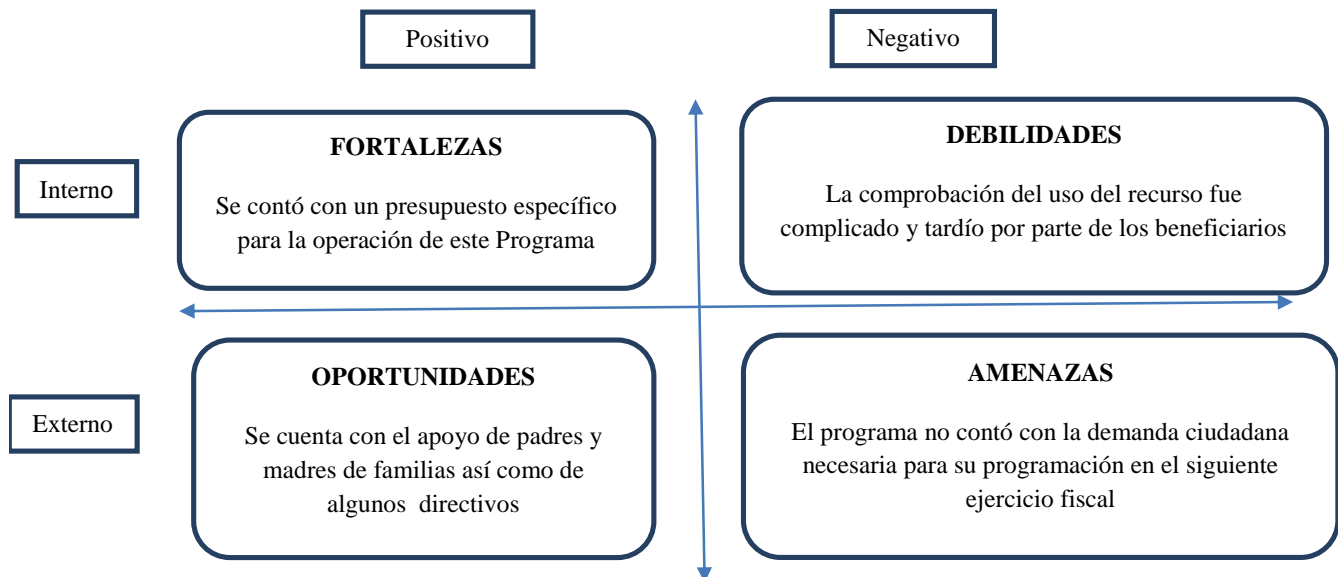 Positivo
Negativo
Interno
FORTALEZAS
Se contó con un presupuesto específico
para la operación de este Programa
DEBILIDADES
La comprobación del uso del recurso fue
complicado y tardío por parte de los beneficiarios
Externo
OPORTUNIDADES
Se cuenta con el apoyo de padres y
madres de familias así como de
algunos directivos
AMENAZAS
El programa no contó con la demanda ciudadana
necesaria para su programación en el siguiente
ejercicio fiscal